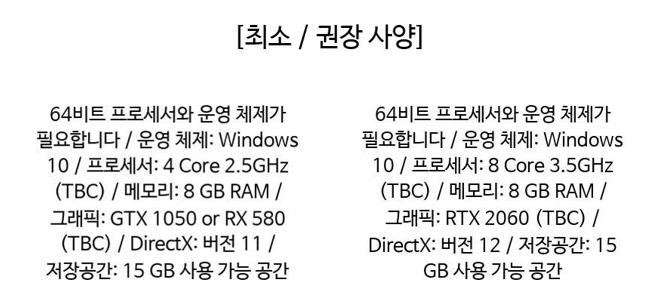 [최소 / 권장 사양]
64비트 프로세서와 운영 체제가
필요합니다 / 운영 체제: Windows
10 / 프로세서: 4 Core 2.5GHz
(TBC) / 메모리: 8 GB RAM /
그래픽: GTX 1050 or RX 580
(TBC) / DirectX: 버전 11 /
저장공간: 15 GB 사용 가능 공간
64비트 프로세서와 운영 체제가
필요합니다 / 운영 체제: Windows
10 / 프로세서: 8 Core 3.5GHz
(TBC) / 메모리: 8 GB RAM /
그래픽: RTX 2060 (TBC) /
DirectX: 버전 12 / 저장공간: 15
GB 사용 가능 공간